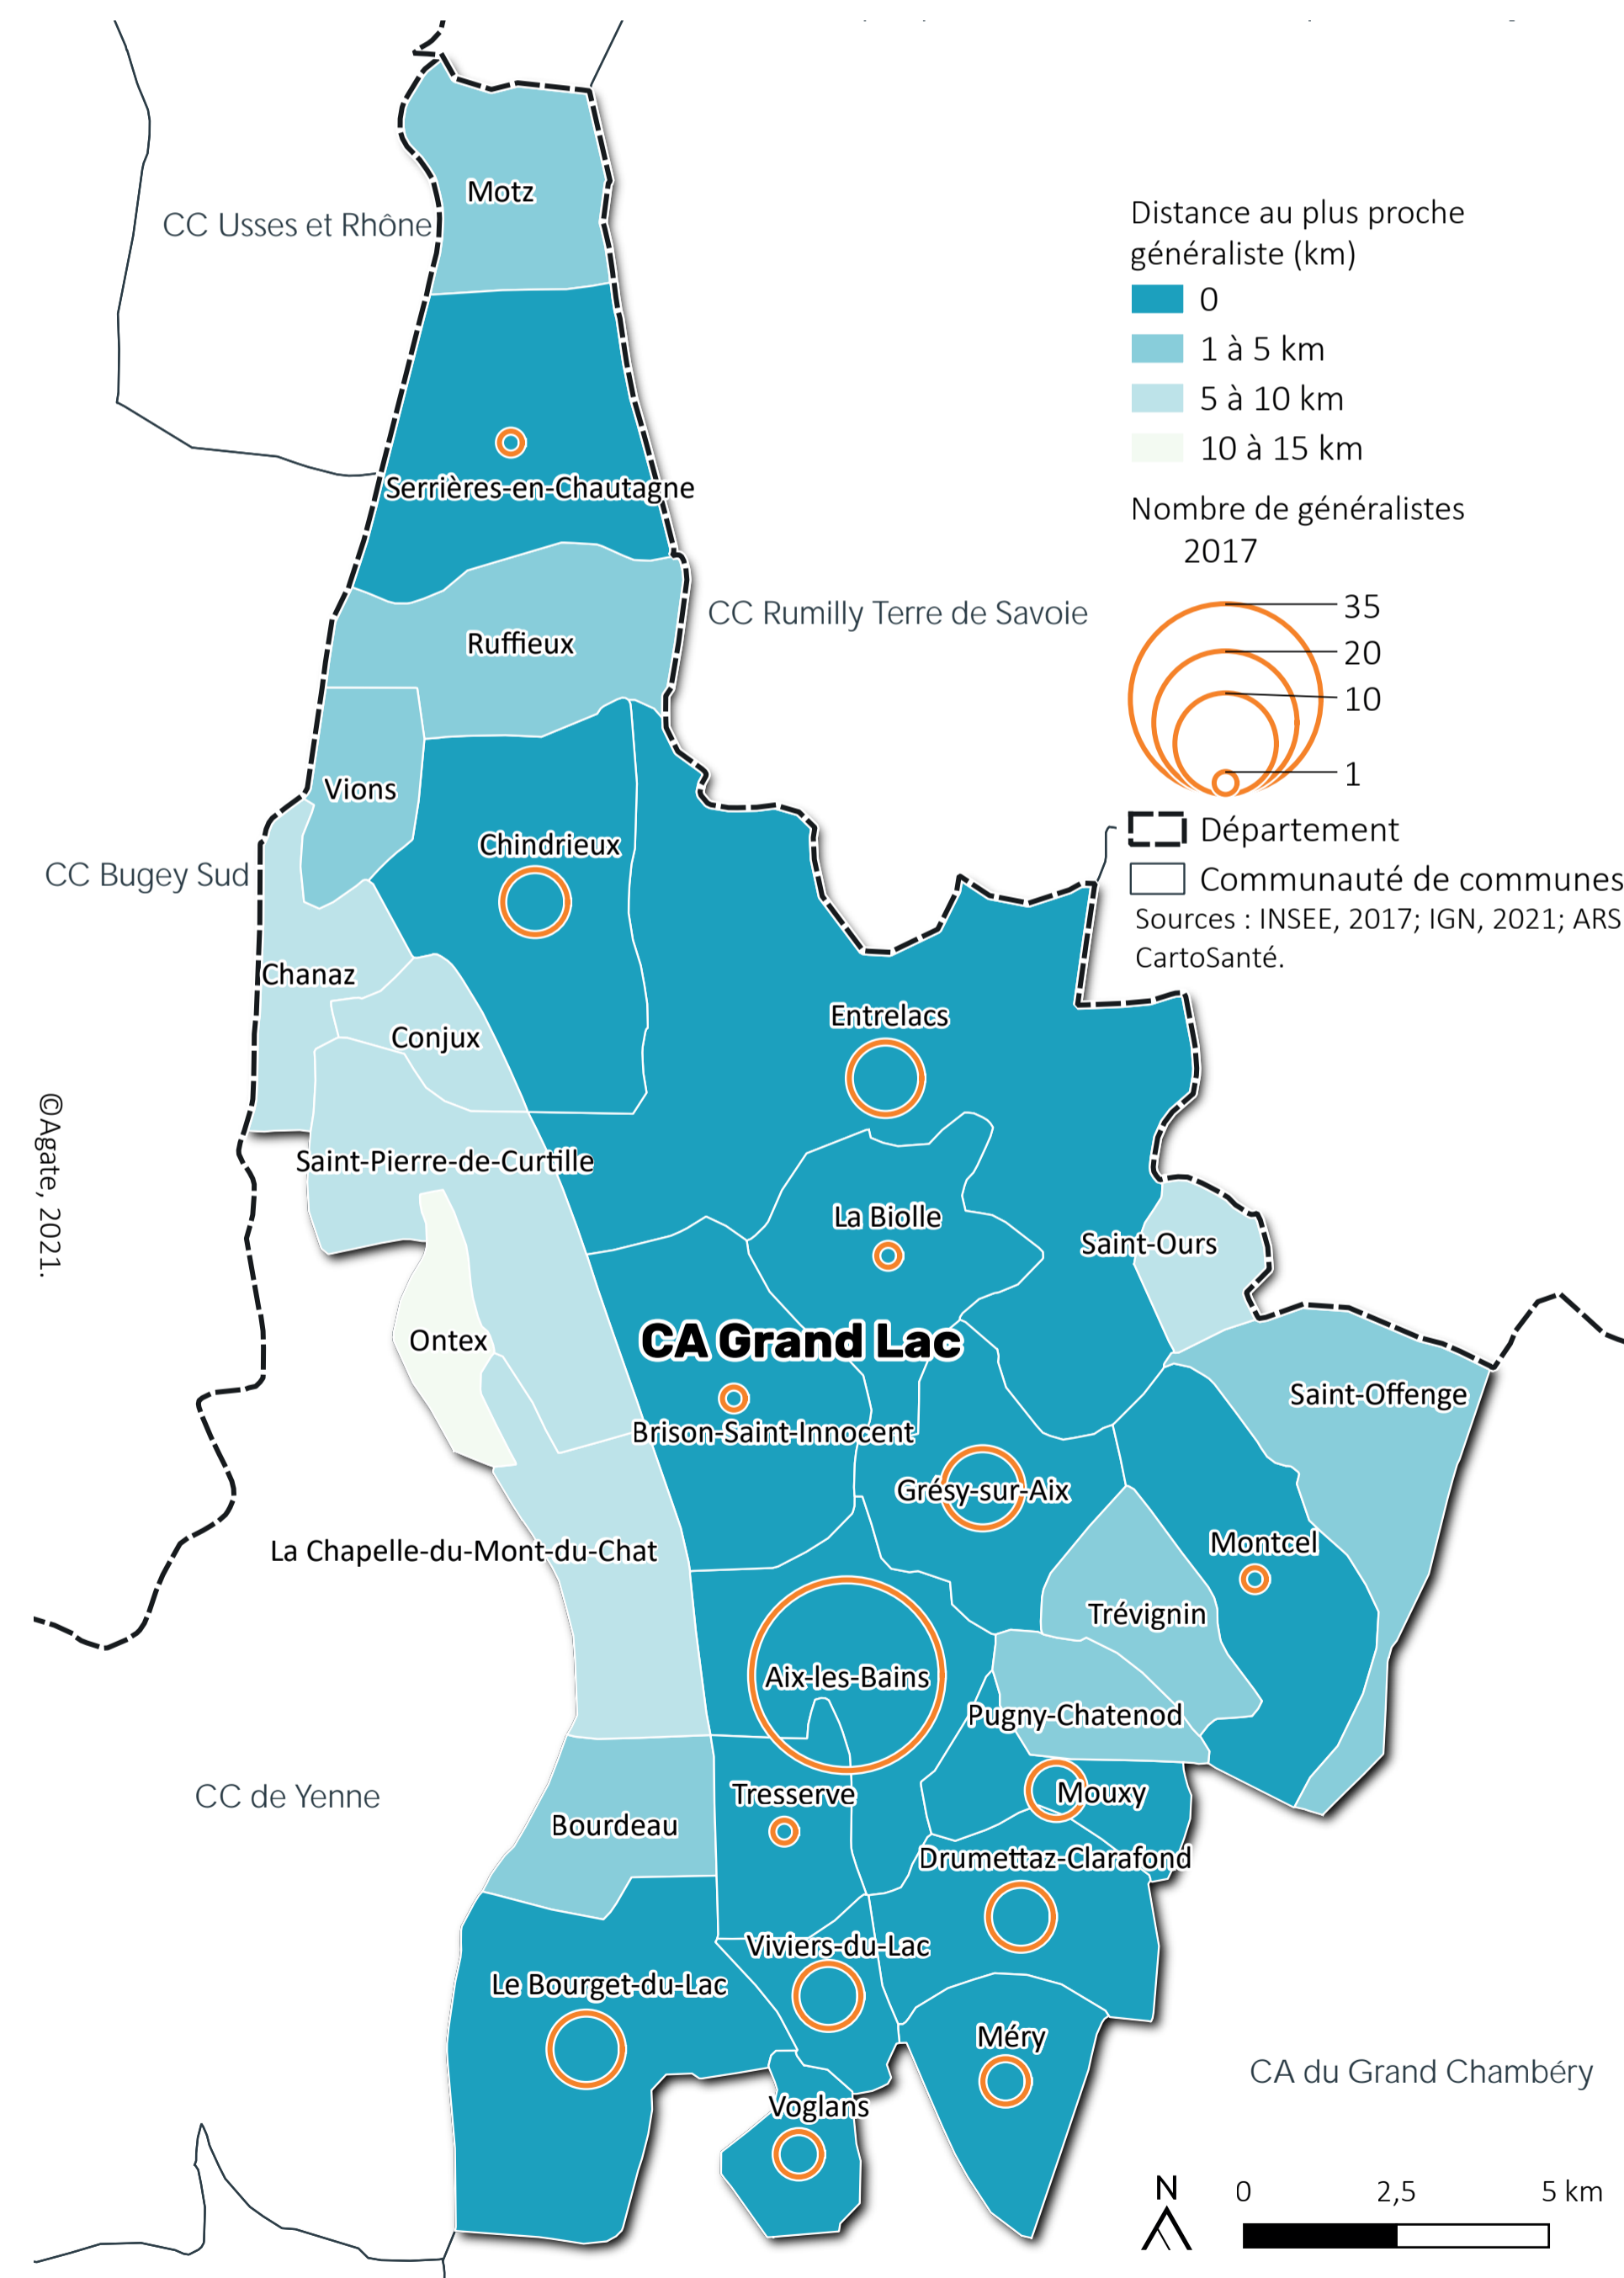 Motz
CC Usses et Rhône
Distance au plus proche
généraliste (km)
0
1 à 5 km
5 à 10 km
10 à 15 km
Nombre de généralistes
2017
35
20
10
1
Département
Communauté de communes
Sources : INSEE, 2017; IGN, 2021; ARS
CartoSanté.
Serrières-en-Chautagne
CC Rumilly Terre de Savoie
Ruffieux
Vions
Chindrieux
CC Bugey Sud
Chanaz
Entrelacs
Conjux
©Agate, 2021.
Saint-Pierre-de-Curtille
La Biolle
Saint-Ours
Ontex
CA Grand Lac
Saint-Offenge
Brison-Saint-Innocent
Grésy-sur-Aix
Montcel
La Chapelle-du-Mont-du-Chat
Trévignin
Aix-les-Bains
Pugny-Chatenod
CC de Yenne
Tresserve
Mouxy
Bourdeau
Drumettaz-Clarafond
Viviers-du-Lac
Le Bourget-du-Lac
Méry
CA du Grand Chambéry
Voglans
N
0 2,5 5 km